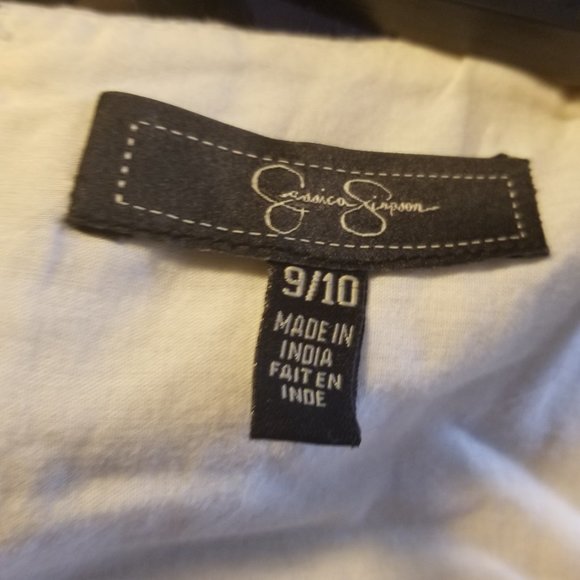 Jessica Simpson
9/10
MADE IN
INDIA
FAIT EN
INDE